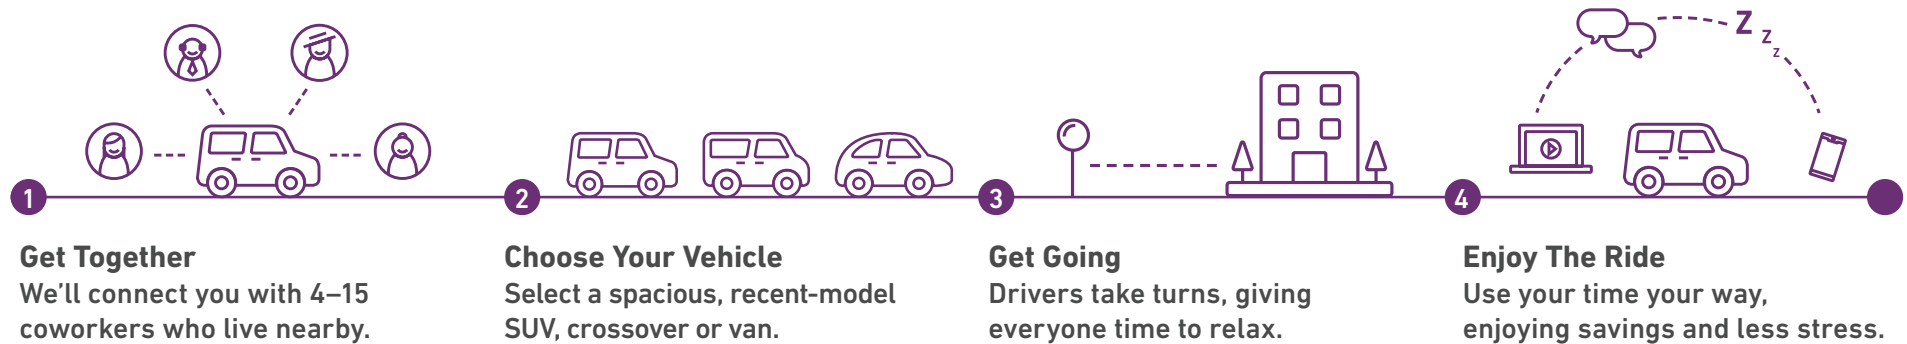 Z
z
z
1
2
3
4
Get Together
We'll connect you with 4–15
coworkers who live nearby.
Choose Your Vehicle
Select a spacious, recent-model
SUV, crossover or van.
Get Going
Drivers take turns, giving
everyone time to relax.
Enjoy The Ride
Use your time your way,
enjoying savings and less stress.